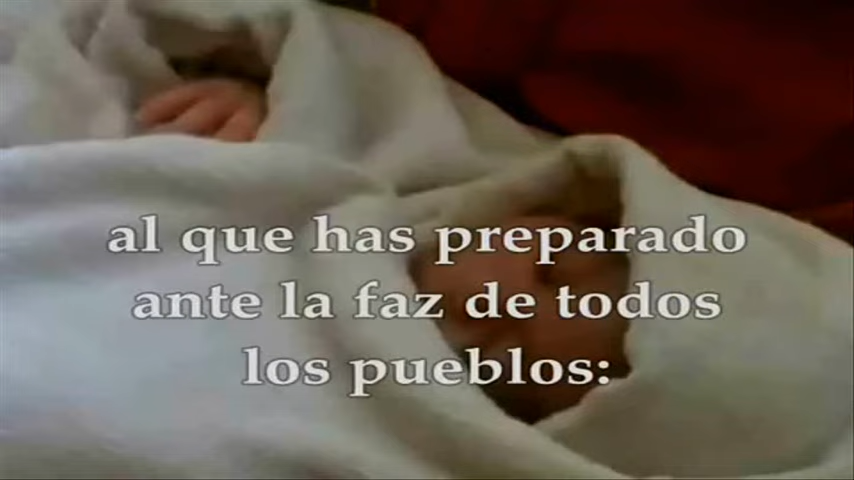 al que has preparado
ante la faz de todos
los pueblos: